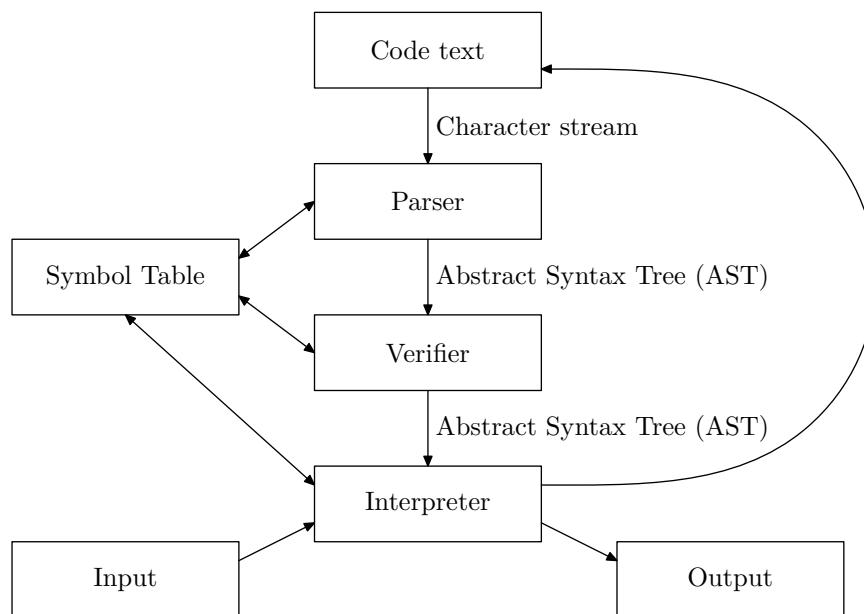 Code text
Character stream
Parser
Symbol Table
Abstract Syntax Tree (AST)
Verifier
Abstract Syntax Tree (AST)
Interpreter
Input
Output